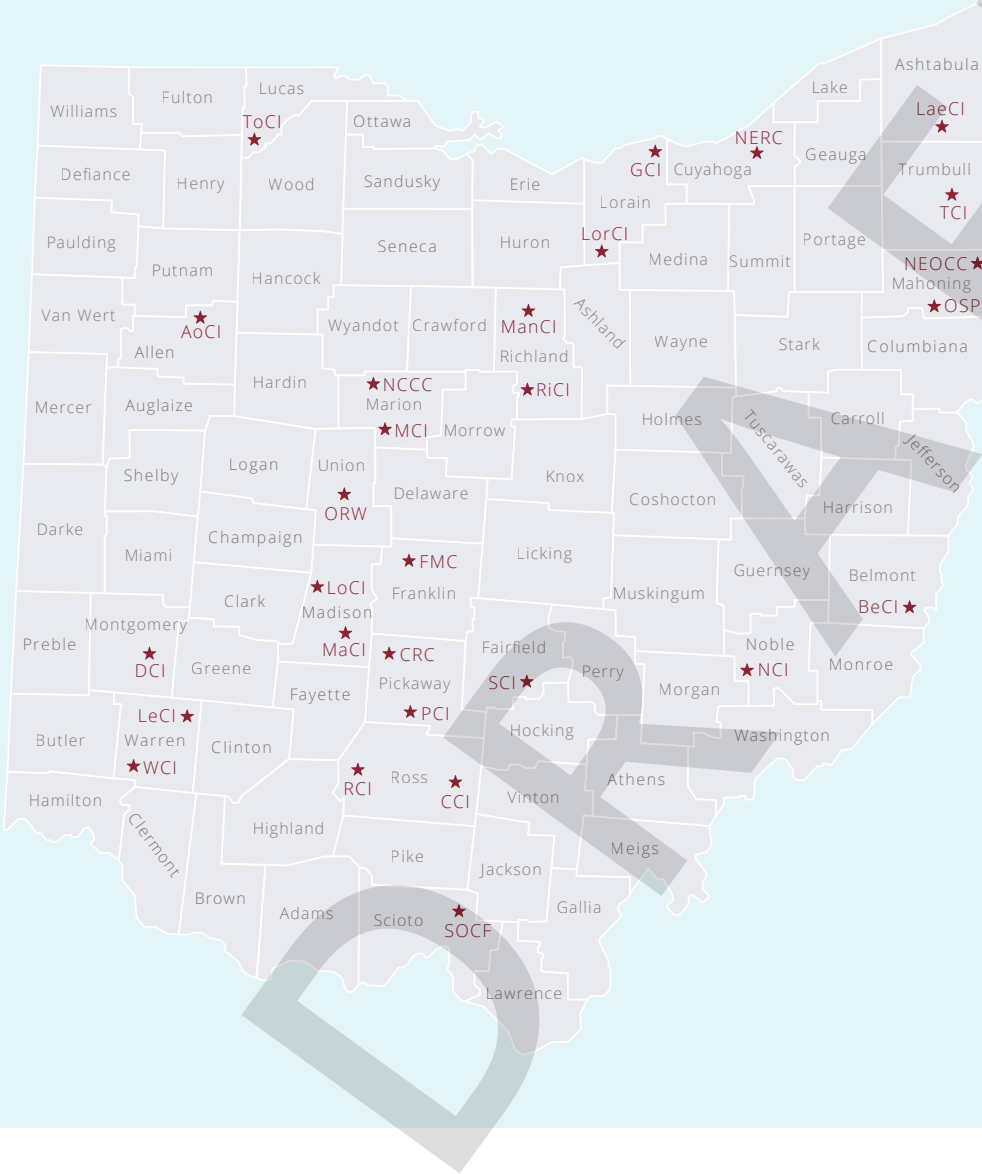 Ashtabula
Lake
Lucas
Fulton
Williams
LaeCI
ToCI
Ottawa
NERC
Geauga
GCI
Cuyahoga
Trumbull
Defiance
Henry
Wood
Sandusky
Erie
Lorain
TCI
LorCI
Paulding
Seneca
Huron
Portage
Medina
Summit
NEOCC
Putnam
Hancock
Mahoning
OSP
Van Wert
AoCI
Wyandot
Crawford
ManCI
Ashland
Wayne
Stark
Columbiana
Allen
Richland
Hardin
NCCC
RiCI
Mercer
Auglaize
Marion
MCI
Morrow
Holmes
Tuscarawas
Carroll
Jefferson
Logan
Union
Shelby
Knox
Delaware
Coshocton
Harrison
ORW
Darke
Miami
Champaign
Licking
FMC
Guernsey
Belmont
LoCI
Franklin
Muskingum
Clark
Madison
BeCI
Montgomery
Preble
MaCI
CRC
Fairfield
Noble
DCI
Greene
Perry
NCI
Monroe
Pickaway
SCI
Morgan
Fayette
LeCI
PCI
Butler
Warren
Clinton
Hocking
Washington
WCI
RCI
Ross
CCI
Athens
Hamilton
Vinton
Clermont
Highland
Pike
Meigs
Jackson
Brown
Adams
Scioto
SOCF
Gallia
Lawrence
DRA